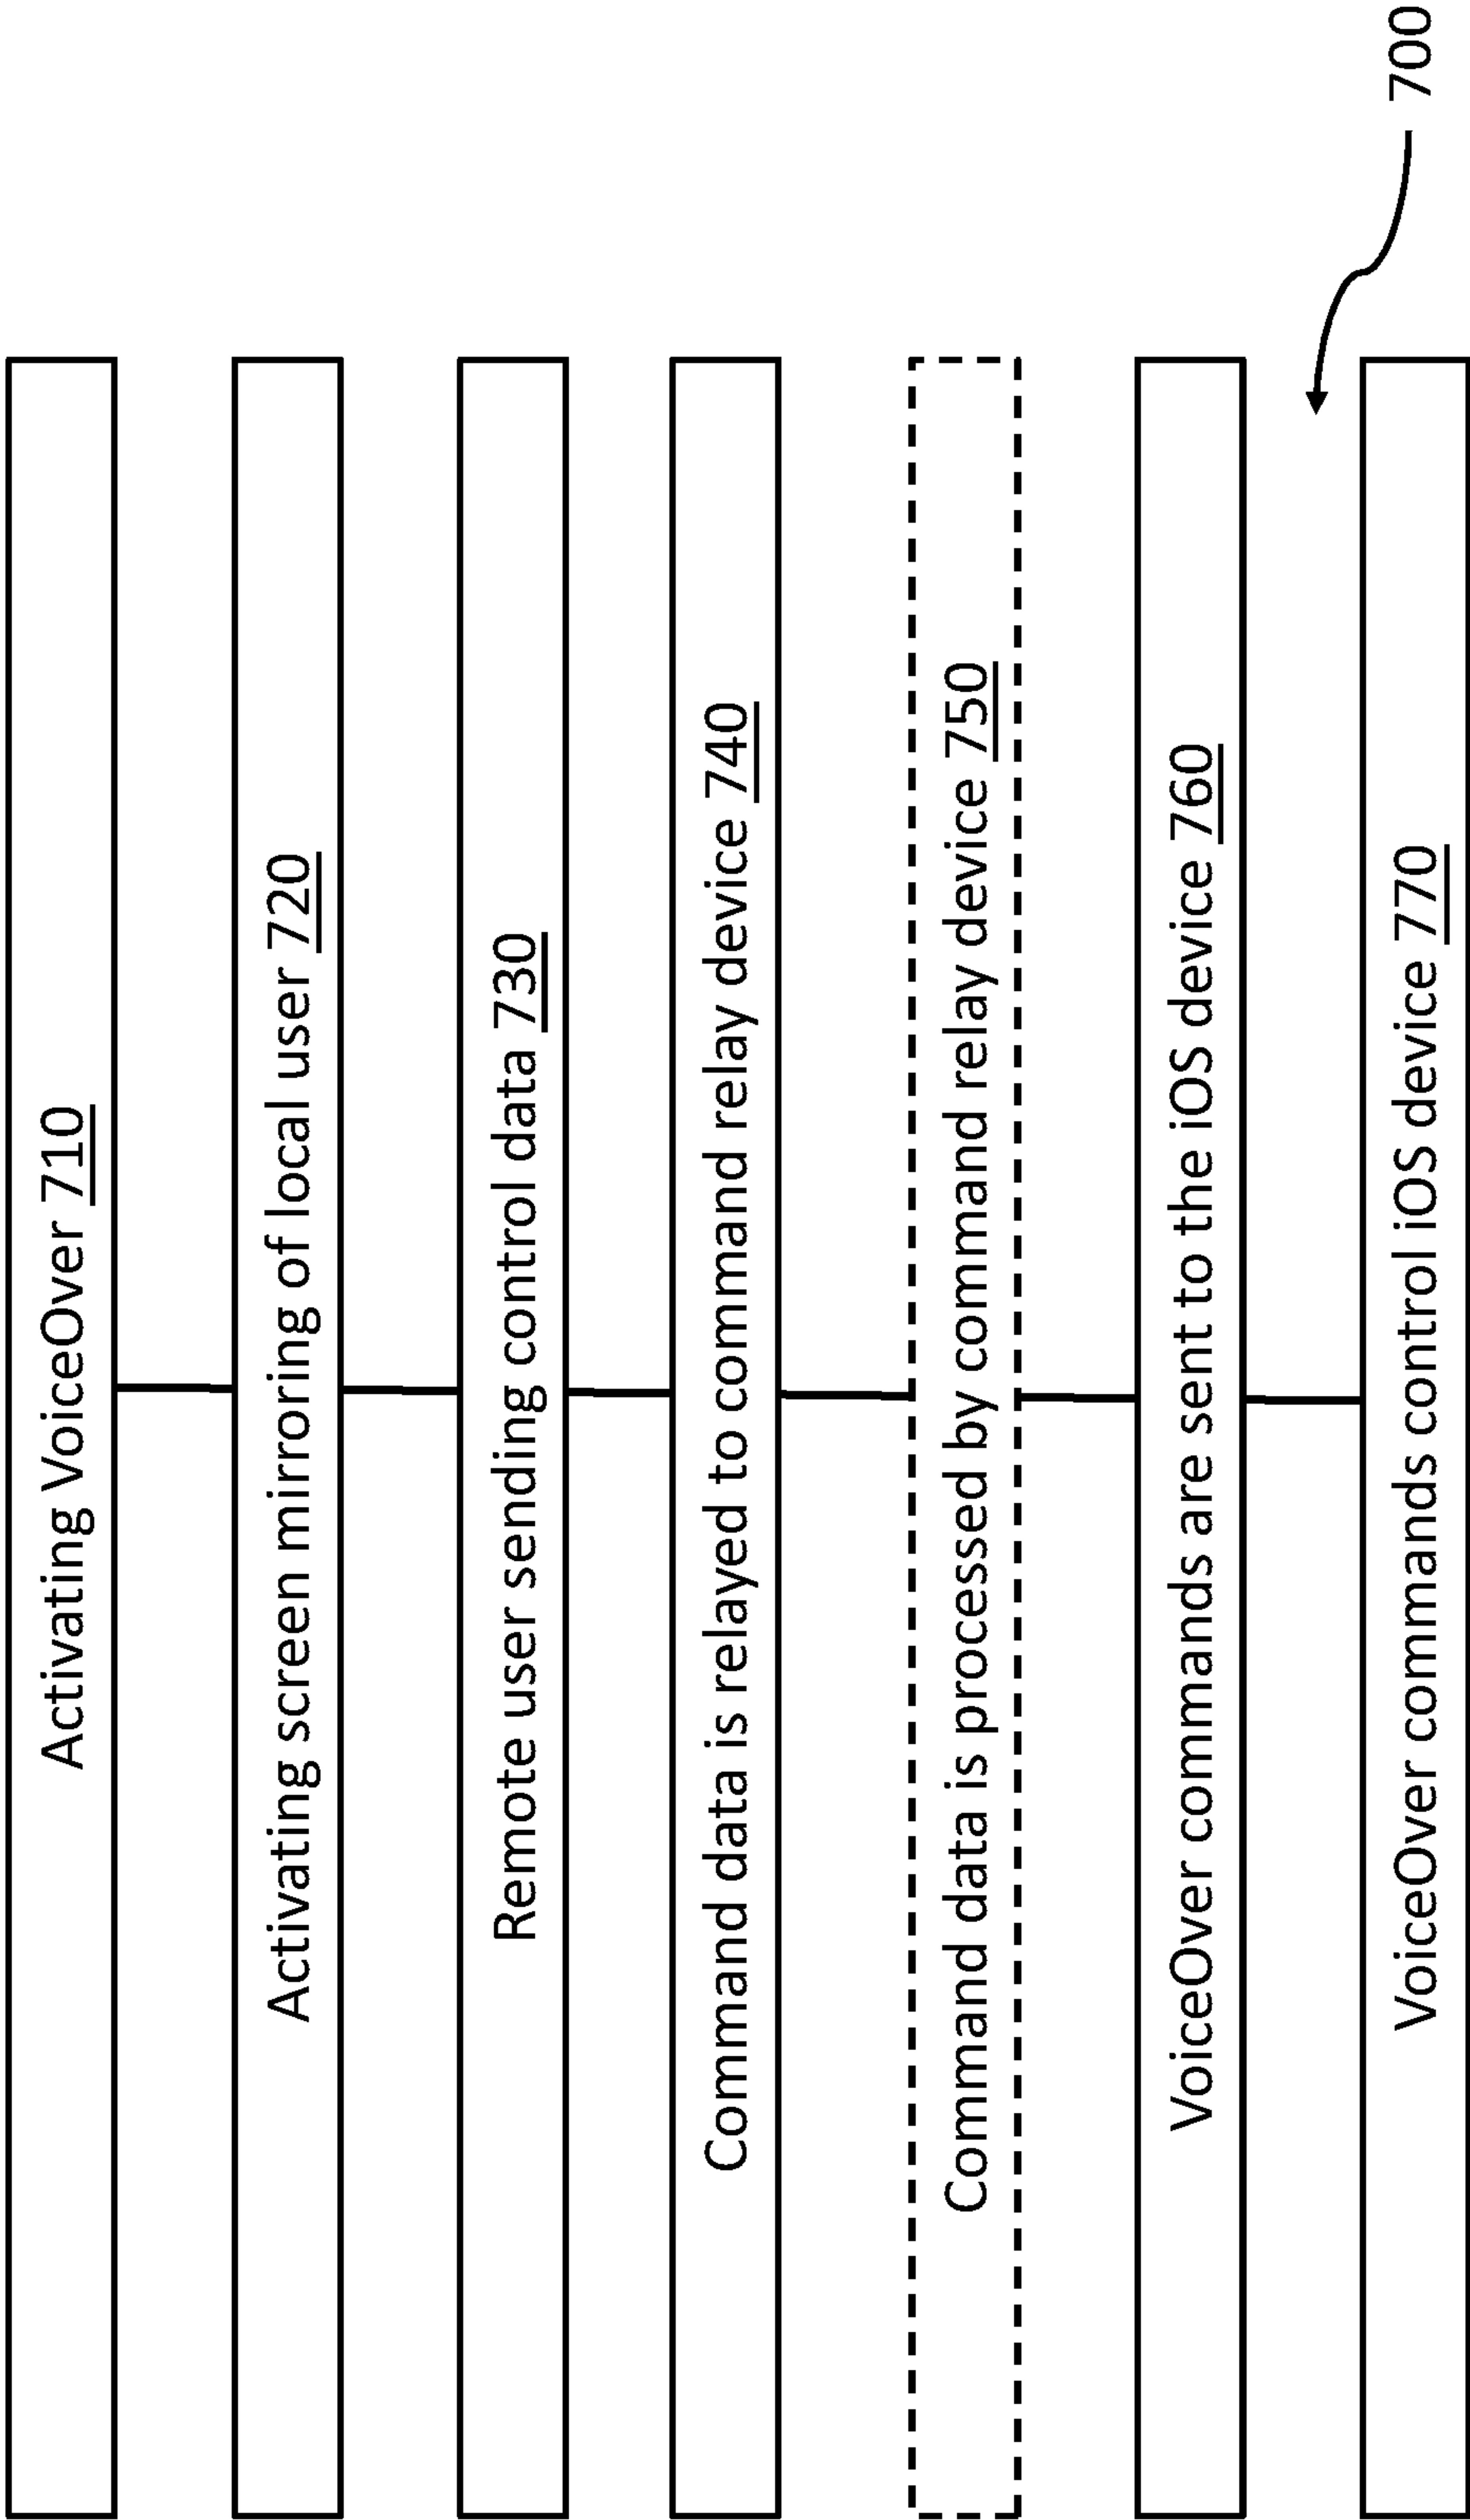 Activating VoiceOver 710
Activating screen mirroring of local user 720
Remote user sending control data 730
Command data is relayed to command relay device 740
Command data is processed by command relay device 750
VoiceOver commands are sent to the iOS device 760
VoiceOver commands control iOS device 770
700